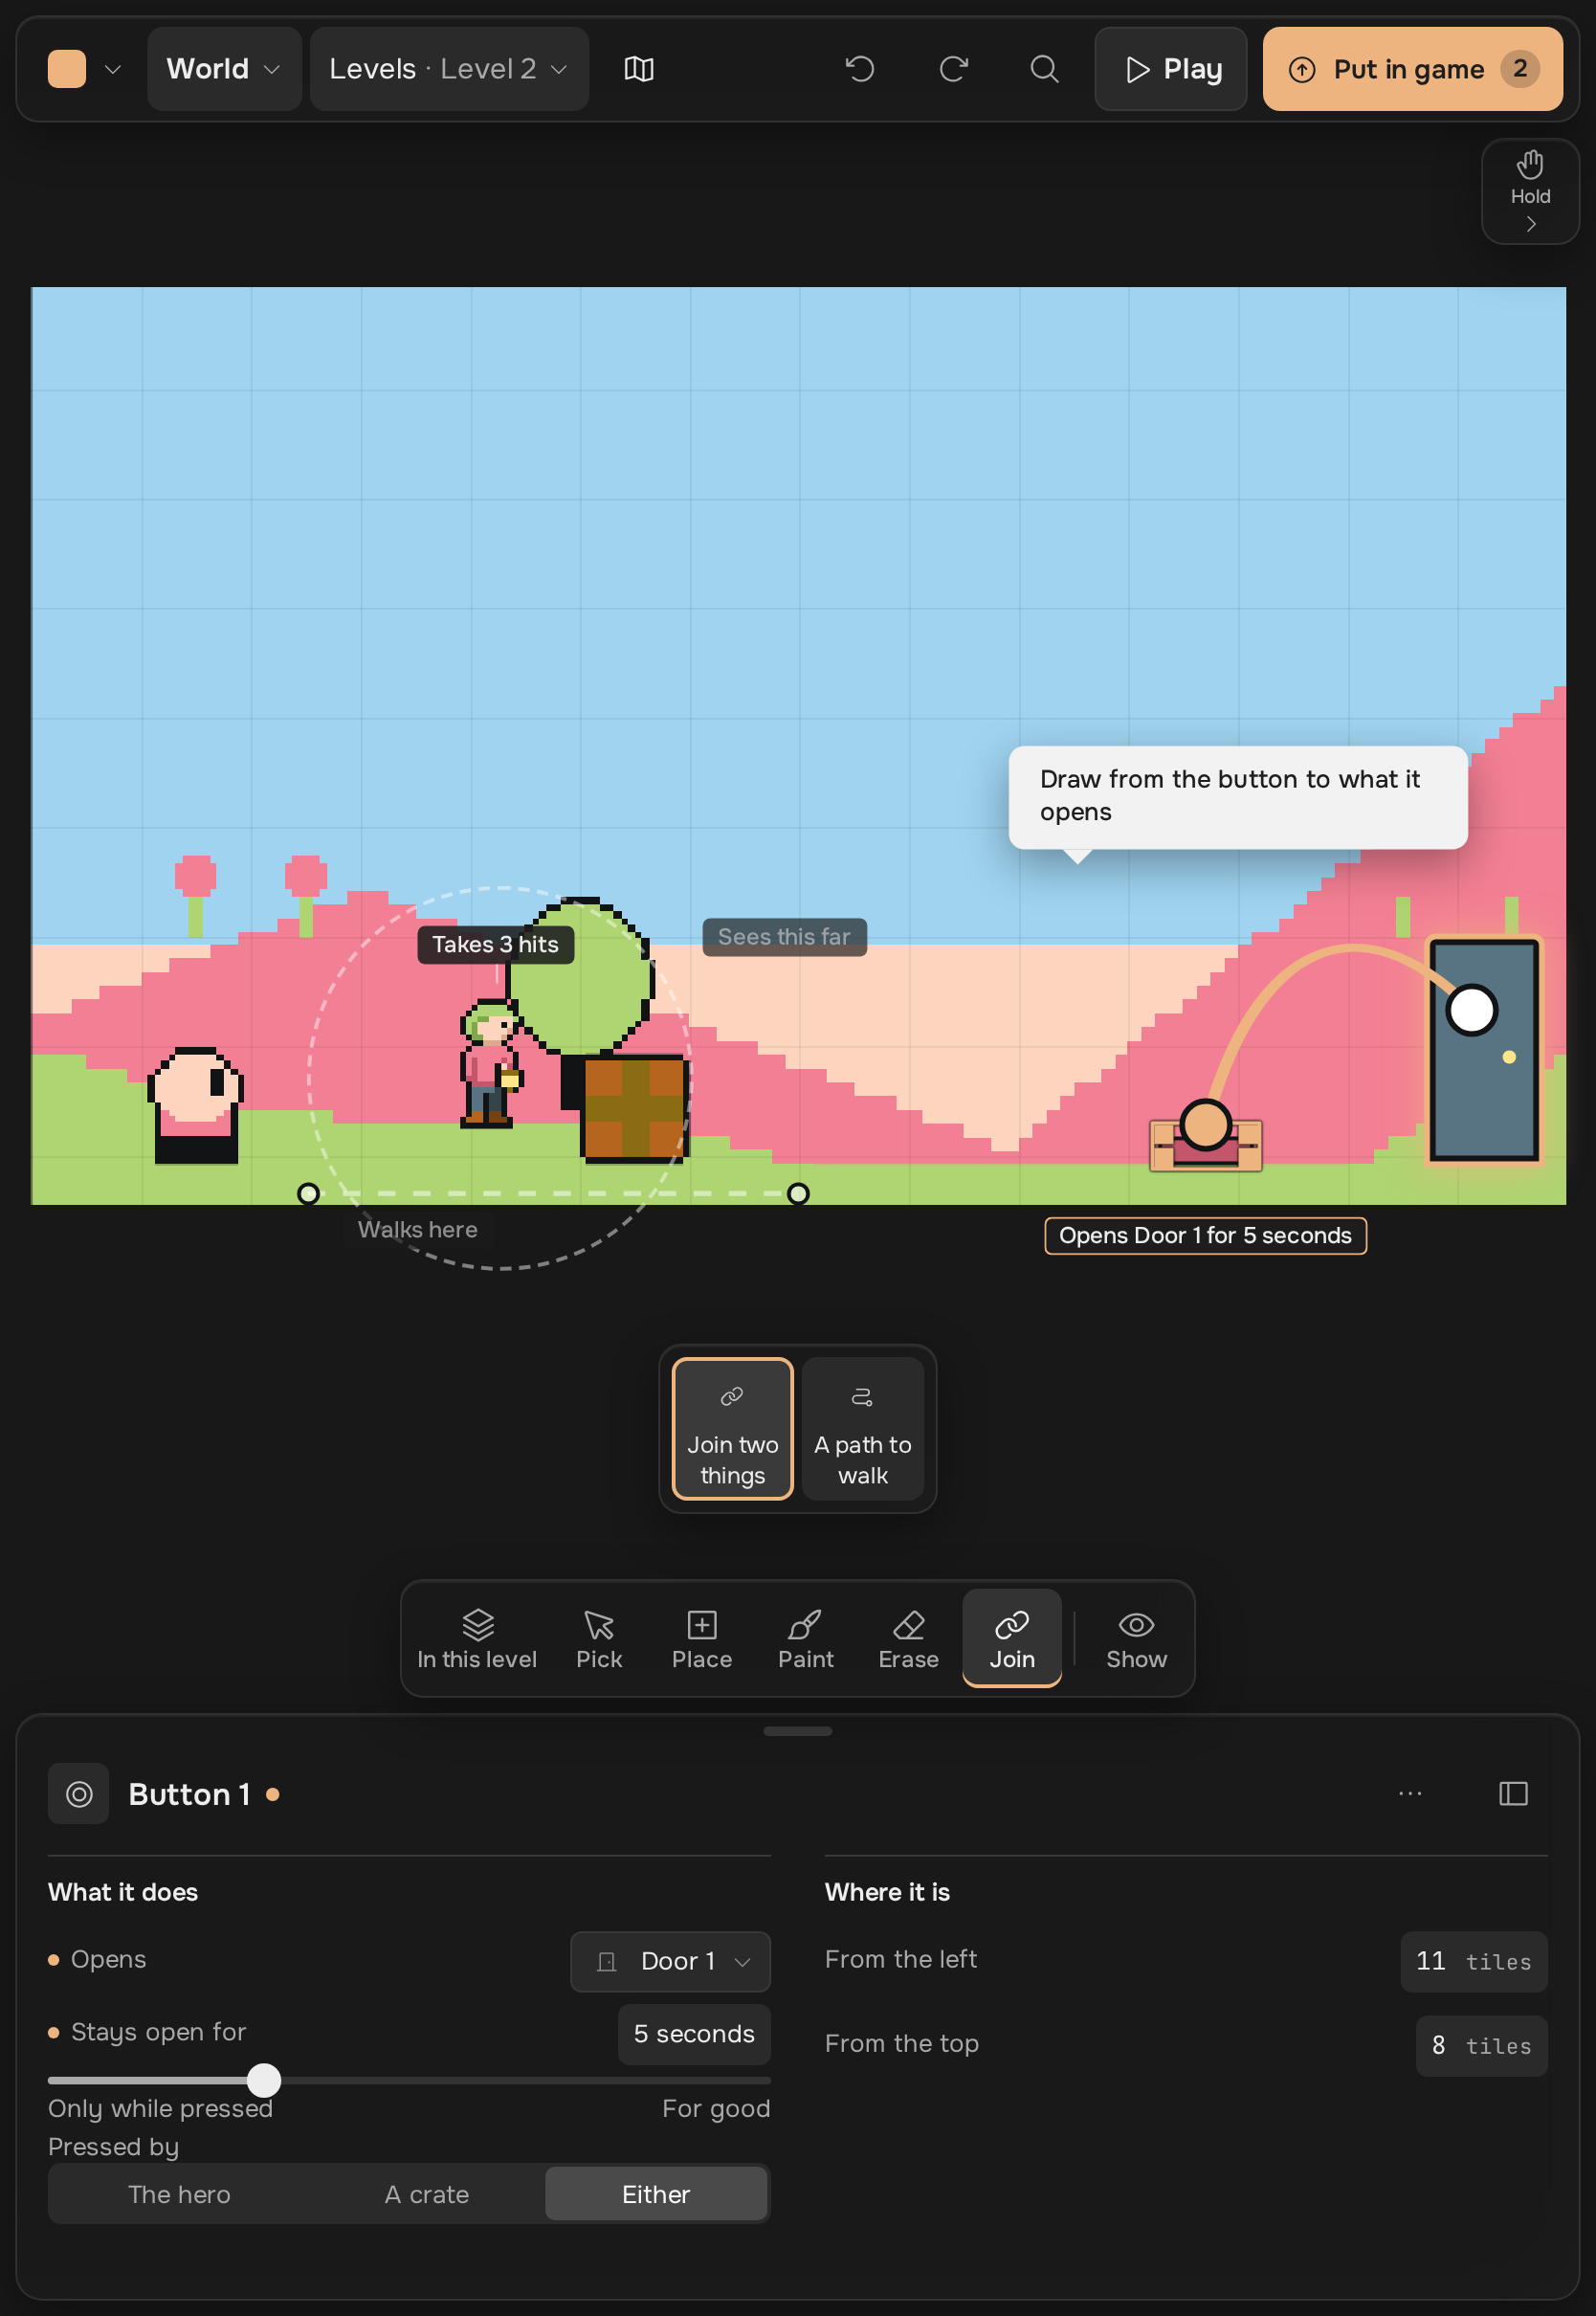 World
Levels · Level 2
Play
Put in game 2
Hold
Draw from the button to what it
opens
Takes 3 hits
Sees this far
Walks here
Opens Door 1 for 5 seconds
Join two
things
A path to
walk
In this level
Pick
Place
Paint
Erase
Join
Show
Button 1
What it does
Opens
Door 1
Stays open for
5 seconds
Only while pressed
For good
Pressed by
The hero
A crate
Either
Where it is
From the left
11 tiles
From the top
8 tiles